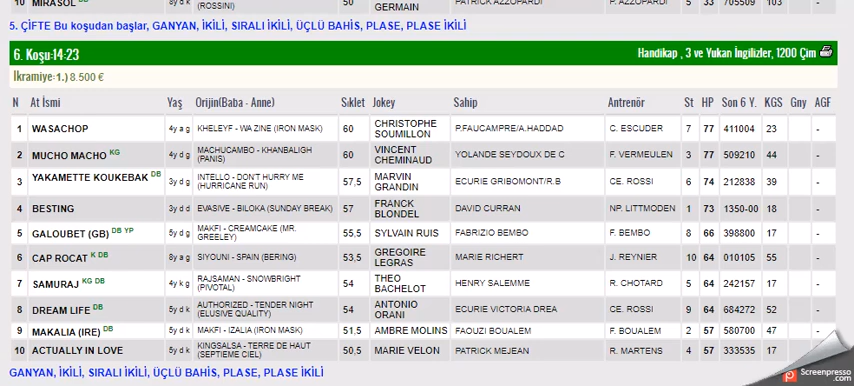 10 MIRASOL DB 8y d k (ROSSINI) 50 PATRICK GERMAIN P. AZZOPARDI P. AZZOPARDI 5 33 705509 103
5. ÇİFTE Bu koşudan başlar, GANYAN, İKİLİ, SIRALI İKİLİ, ÜÇLÜ BAHİS, PLASE, PLASE İKİLİ
6. Koşu:14:23 Handikap , 3 ve Yukarı İngilizler, 1200 Çim
İkramiye:1.) 8.500 €
N At İsmi Yaş Orijin(Baba - Anne) Sıklet Jokey Sahip Antrenör St HP Son 6 Y. KGS Gny AGF
1 WASACHOP 4y a g KHELEYF - WA ZINE (IRON MASK) 60 CHRISTOPHE SOUMILLON P.FAUCAMPRE/A.HADDAD C. ESCUDER 7 77 411004 23 -
2 MUCHO MACHO KG 4y d g MACHUCAMBO - KHANBALIGH (PANIS) 60 VINCENT CHEMINAUD YOLANDE SEYDOUX DE C F. VERMEULEN 3 77 509210 44 -
3 YAKAMETTE KOUKEBAK DB 3y d g INTELLO - DON'T HURRY ME (HURRICANE RUN) 57,5 MARVIN GRANDIN ECURIE GRIBOMONT/R.B CE. ROSSI 6 74 212838 39 -
4 BESTING 3y d d EVASIVE - BILOKA (SUNDAY BREAK) 57 FRANCK BLONDEL DAVID CURRAN NP. LITTMODEN 1 73 1350-00 18 -
5 GALOUBET (GB) DB YP 5y d g MAKFI - CREAMCAKE (MR. GREELEY) 55,5 SYLVAIN RUIS FABRIZIO BEMBO F. BEMBO 8 66 398800 17 -
6 CAP ROCAT K DB 8y a g SIYOUNI - SPAIN (BERING) 53,5 GREGOIRE LEGRAS MARIE RICHERT J. REYNIER 10 64 010105 55 -
7 SAMURAJ KG DB 4y k g RAJSAMAN - SNOWBRIGHT (PIVOTAL) 54 THEO BACHELOT HENRY SALEMME R. CHOTARD 5 64 242157 17 -
8 DREAM LIFE DB 5y d k AUTHORIZED - TENDER NIGHT (ELUSIVE QUALITY) 54 ANTONIO ORANI ECURIE VICTORIA DREA CE. ROSSI 9 64 684272 52 -
9 MAKALIA (IRE) DB 5y d k MAKFI - IZALIA (IRON MASK) 51,5 AMBRE MOLINS FAOUZI BOUALEM F. BOUALEM 2 57 580700 47 -
10 ACTUALLY IN LOVE 5y d k KINGSALSA - TERRE DE HAUT (SEPTIEME CIEL) 50,5 MARIE VELON PATRICK MEJEAN R. MARTENS 4 57 333535 17 -
GANYAN, İKİLİ, SIRALI İKİLİ, ÜÇLÜ BAHİS, PLASE, PLASE İKİLİ
Screenpresso
screenpresso.com